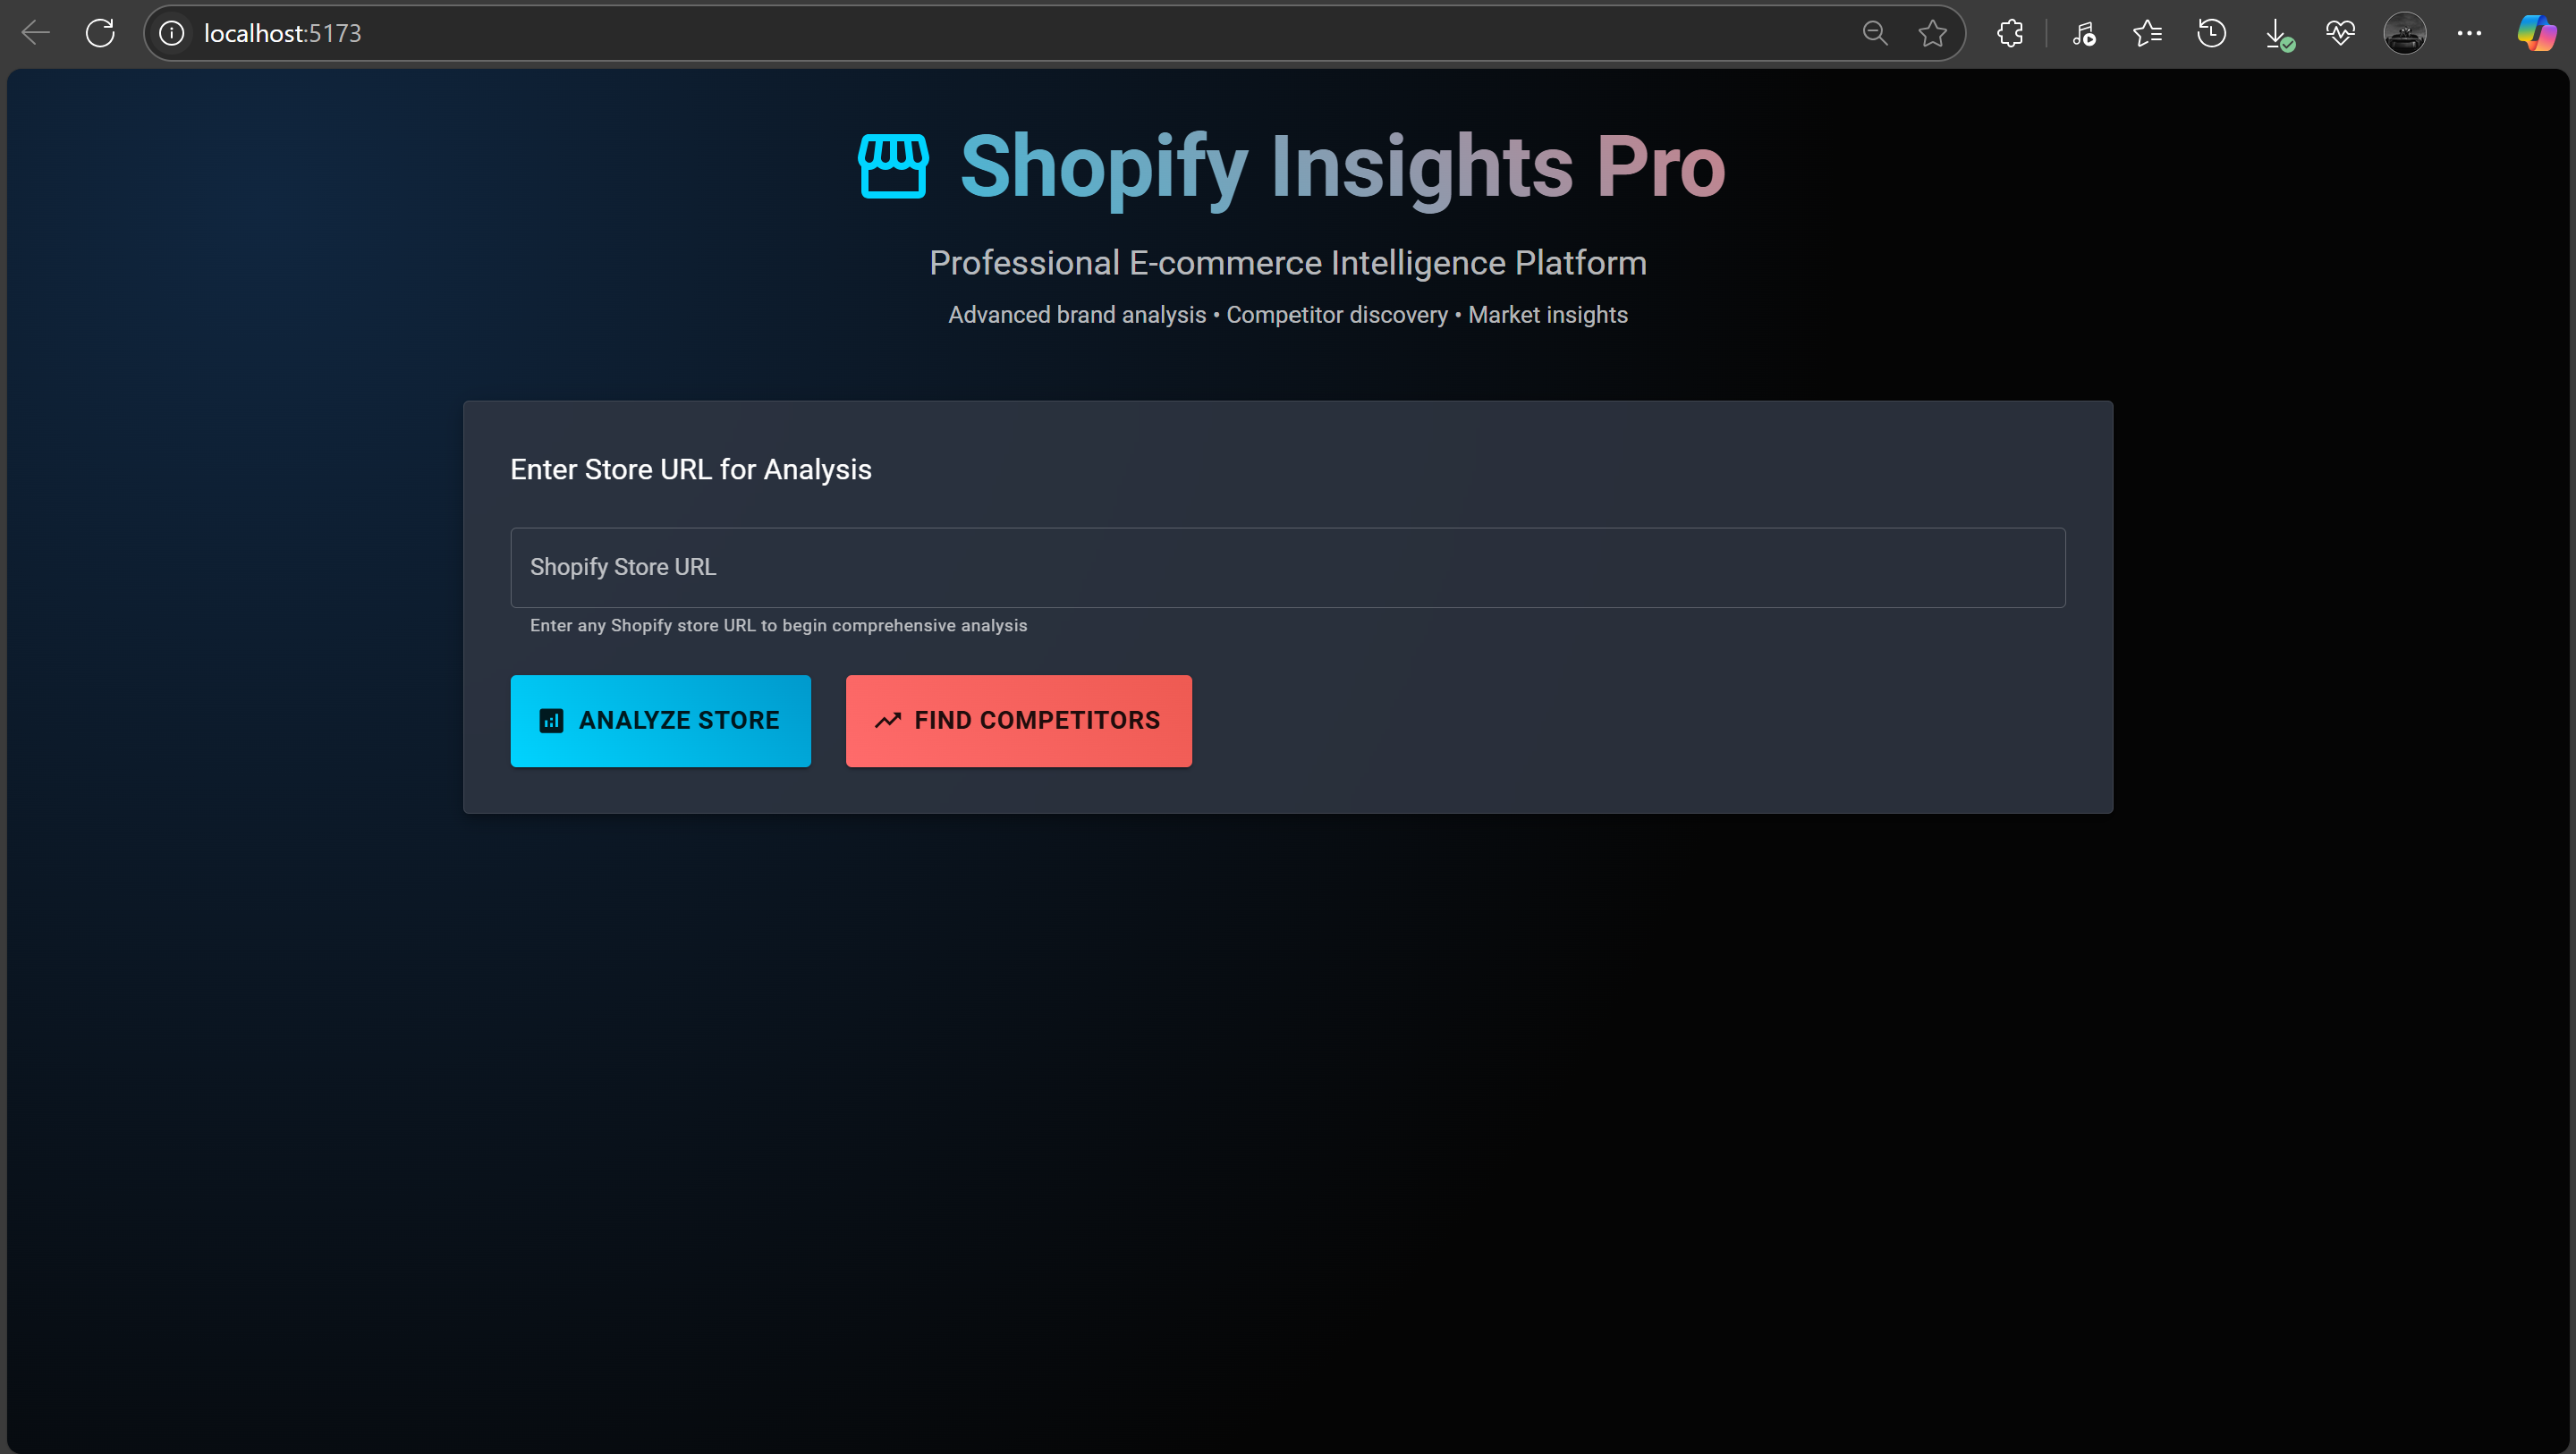 localhost:5173
Shopify Insights Pro
Professional E-commerce Intelligence Platform
Advanced brand analysis • Competitor discovery • Market insights
Enter Store URL for Analysis
Shopify Store URL
Enter any Shopify store URL to begin comprehensive analysis
ANALYZE STORE
FIND COMPETITORS